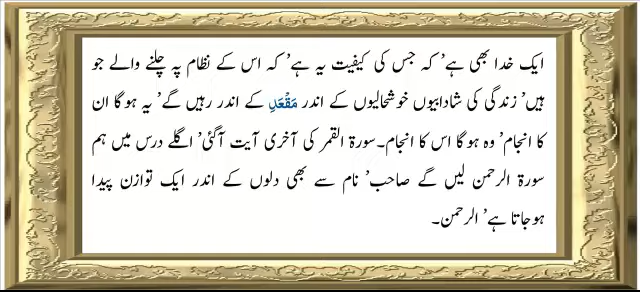 ایک خدا بھی ہے’ کہ جس کی کیفیت یہ ہے’ کہ اس کے نظام پہ چلنے والے جو
ہیں’ زندگی کی شادابیوں خوشحالیوں کے اندر مَقْعَدِ کے اندر رہیں گے’ یہ ہوگا ان
کا انجام’ وہ ہوگا اس کا انجام۔سورۃ القمر کی آخری آیت آگئی’ اگلے درس میں ہم
سورۃ الرحمن لیں گے صاحب’ نام سے بھی دلوں کے اندر ایک توازن پیدا
ہوجاتا ہے’ الرحمن۔